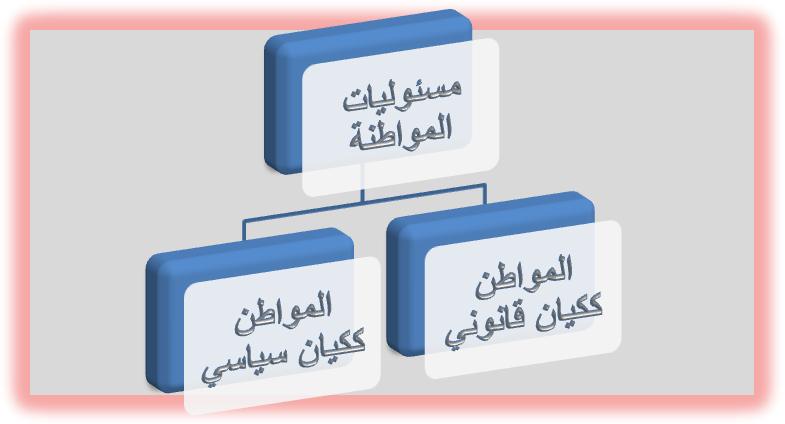 مسئوليات
المواطنة
المواطن
ككيان قانوني
المواطن
ككيان سياسي